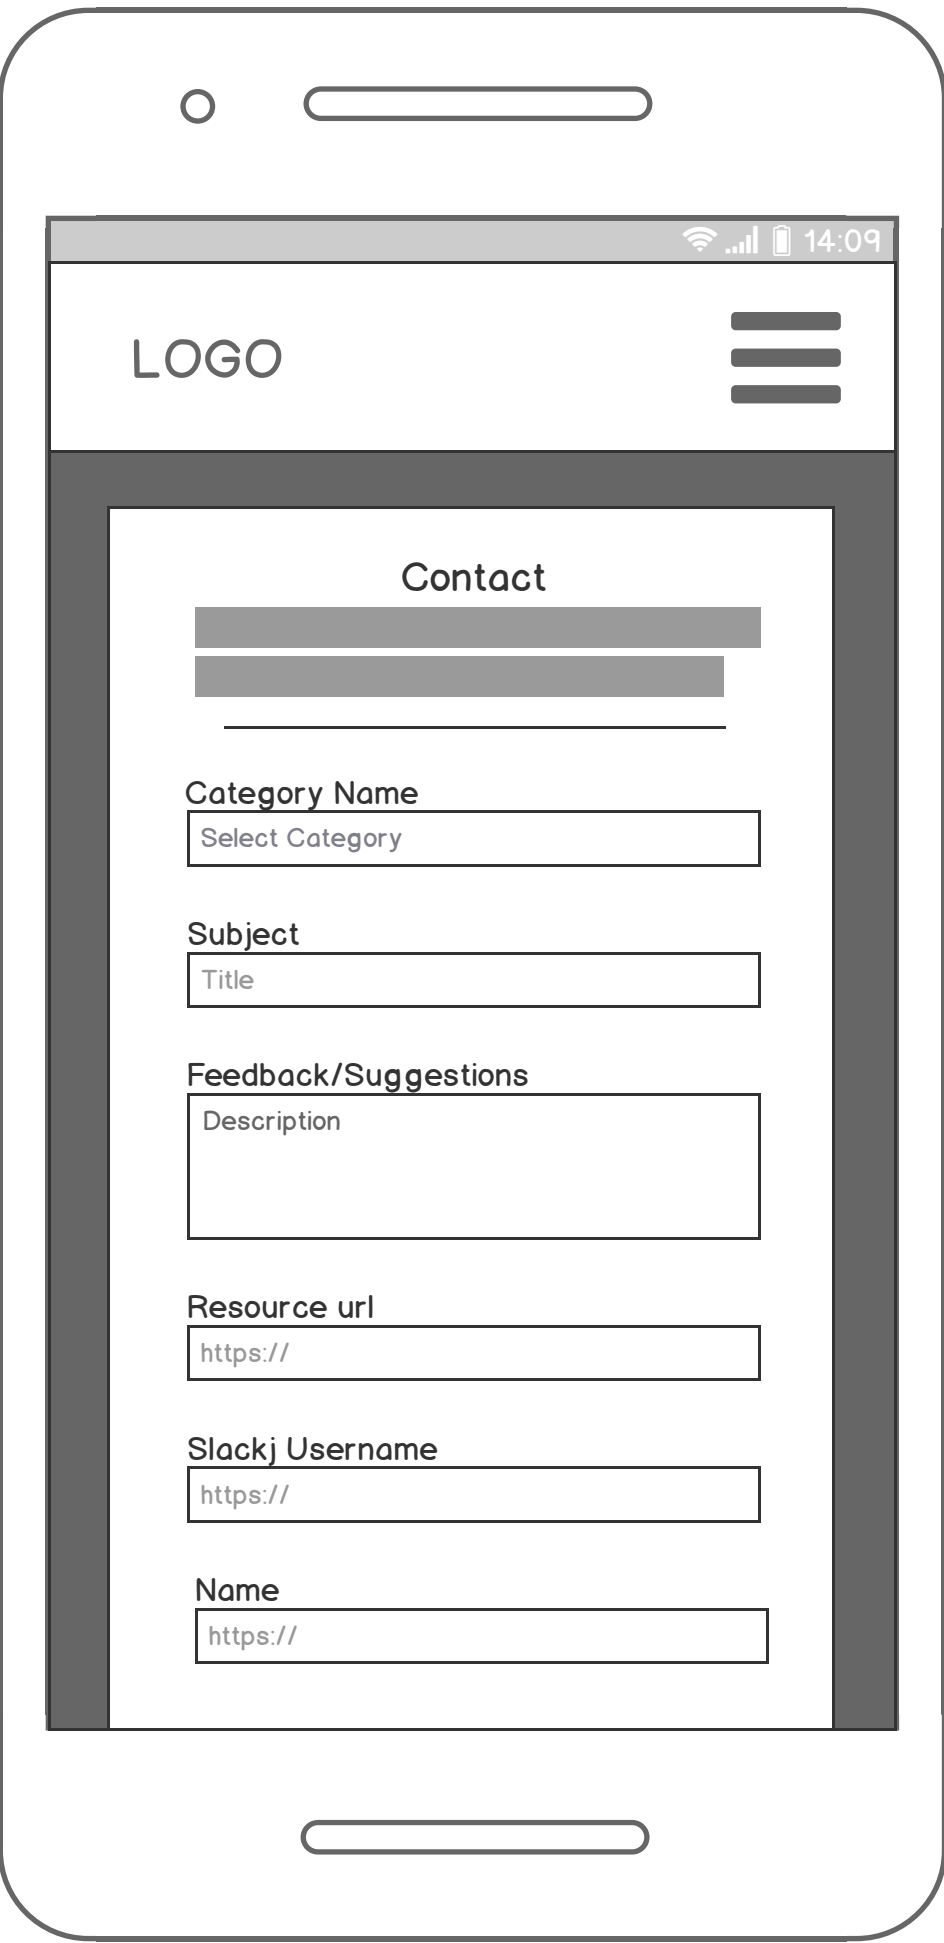 14:09
LOGO
Contact
Category Name
Select Category
Subject
Title
Feedback/Suggestions
Description
Resource url
https://
Slackj Username
https://
Name
https://